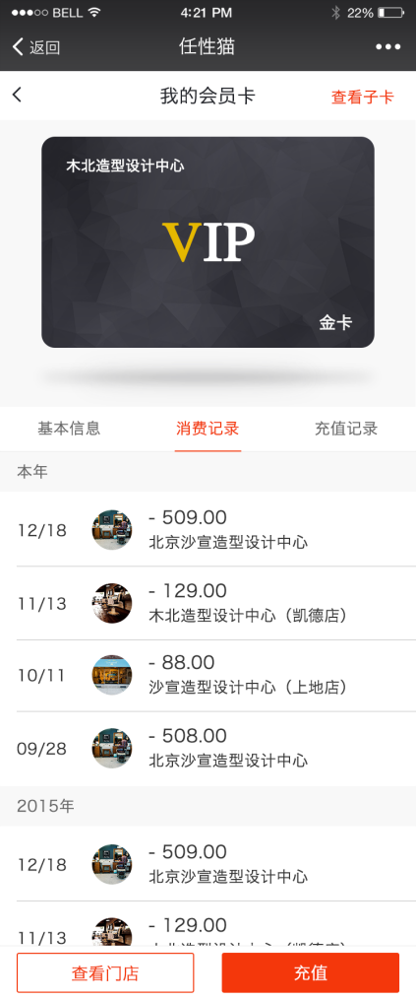 BELL 4:21 PM 22%
返回 任性猫
我的会员卡 查看子卡
木北造型设计中心
VIP
金卡
基本信息 消费记录 充值记录
本年
12/18 - 509.00
北京沙宣造型设计中心
11/13 - 129.00
木北造型设计中心（凯德店）
10/11 - 88.00
沙宣造型设计中心（上地店）
09/28 - 508.00
北京沙宣造型设计中心
2015年
12/18 - 509.00
北京沙宣造型设计中心
11/13 - 129.00
查看门店 充值